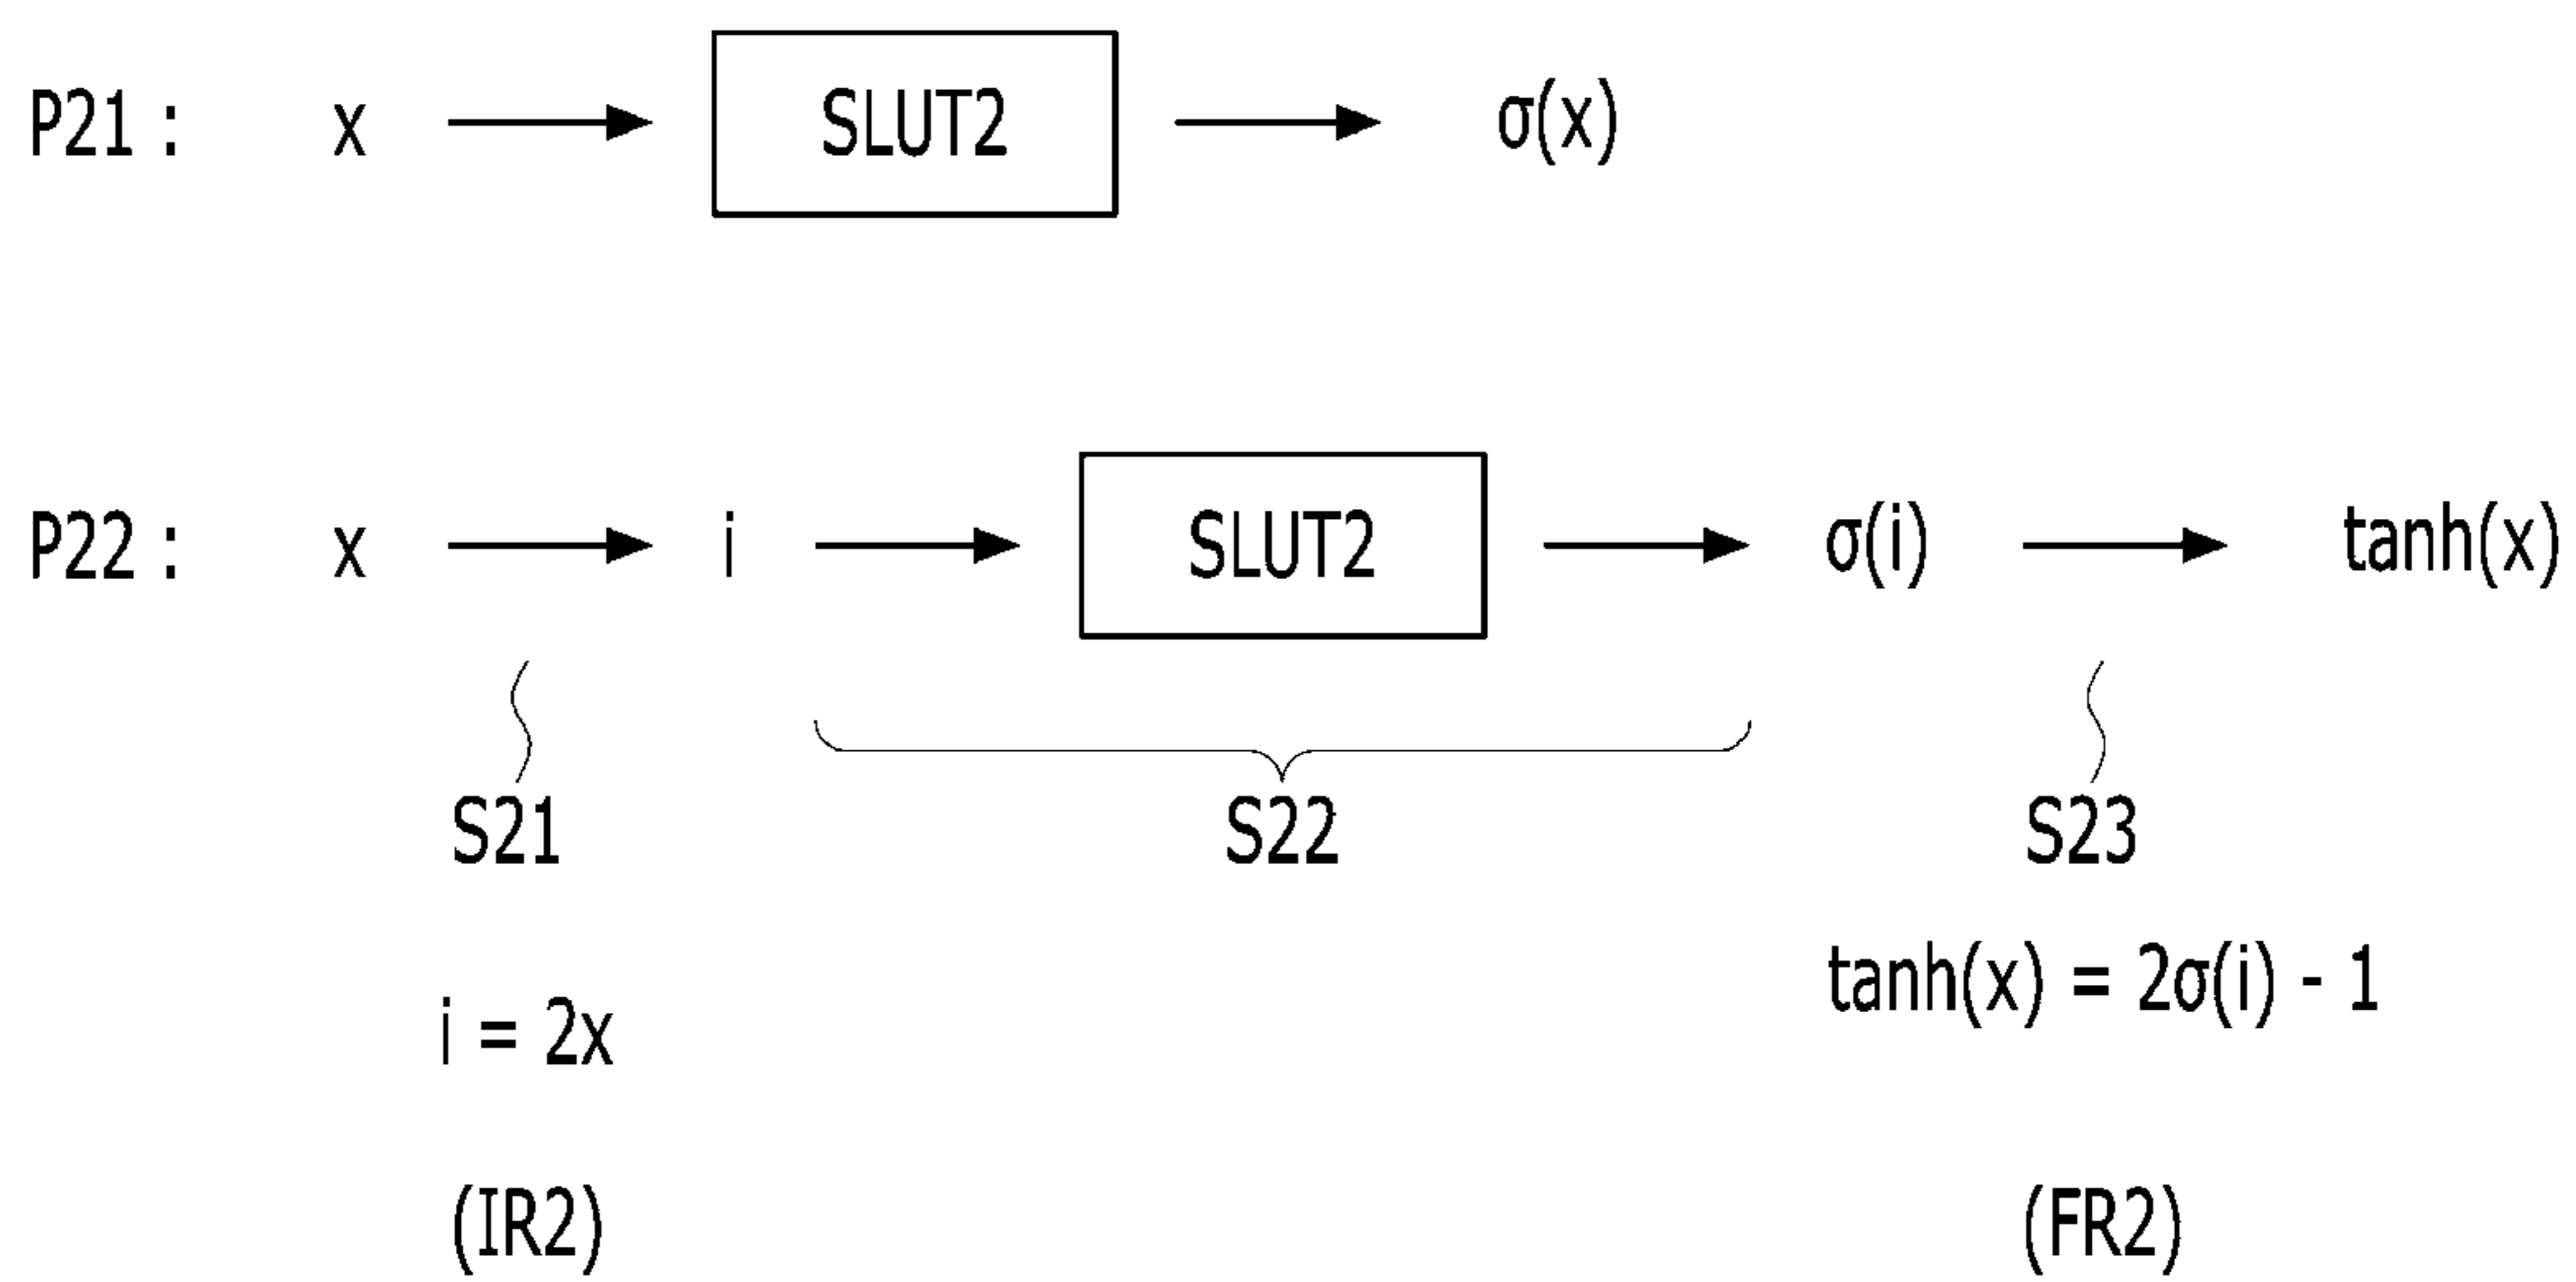 P21 : x SLUT2 σ(x)
P22 : x i SLUT2 σ(i) tanh(x)
S21 S22 S23
tanh(x) = 2σ(i) - 1
i = 2x
(IR2) (FR2)